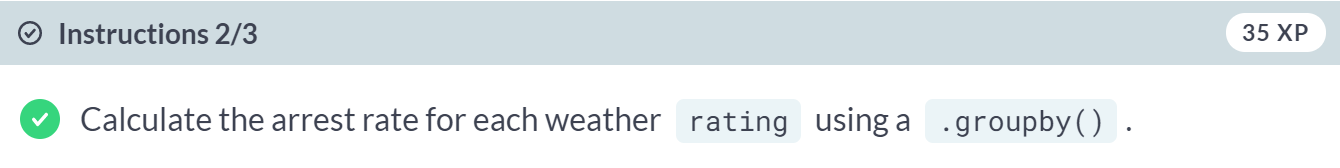 Instructions 2/3 35 XP
Calculate the arrest rate for each weather rating using a .groupby() .